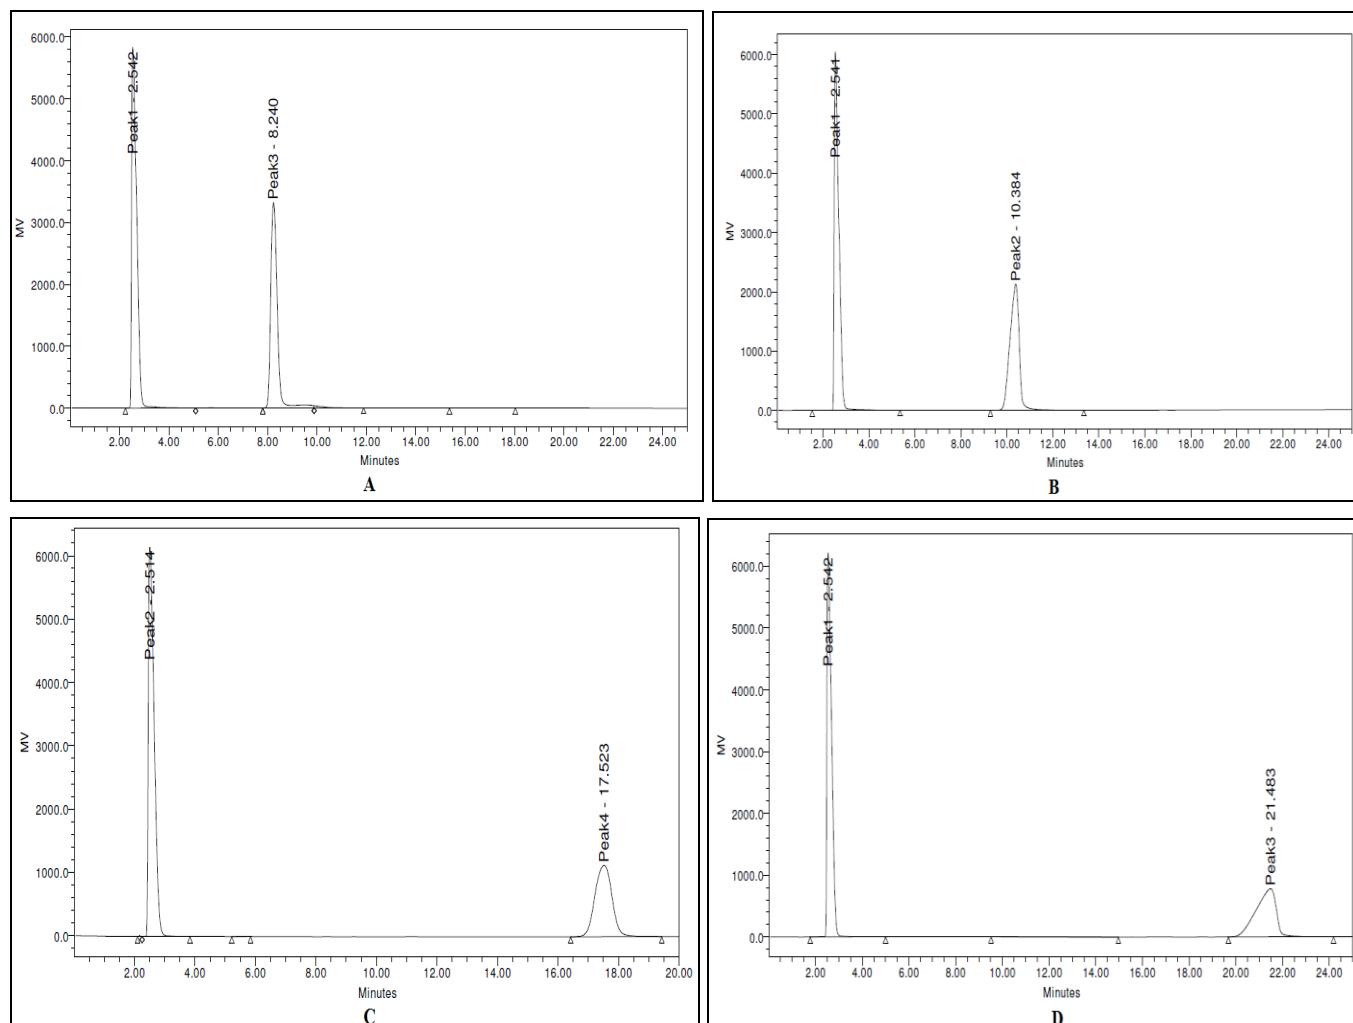 6000.0
5000.0
4000.0
3000.0
2000.0
1000.0
0.0
MV
Peak1 - 2.542
Peak3 - 8.240
2.00 4.00 6.00 8.00 10.00 12.00 14.00 16.00 18.00 20.00 22.00 24.00
Minutes
A
6000.0
5000.0
4000.0
3000.0
2000.0
1000.0
0.0
MV
Peak1 - 2.541
Peak2 - 10.384
2.00 4.00 6.00 8.00 10.00 12.00 14.00 16.00 18.00 20.00 22.00 24.00
Minutes
B
6000.0
5000.0
4000.0
3000.0
2000.0
1000.0
0.0
MV
Peak2 - 2.514
Peak4 - 17.523
2.00 4.00 6.00 8.00 10.00 12.00 14.00 16.00 18.00 20.00
Minutes
C
6000.0
5000.0
4000.0
3000.0
2000.0
1000.0
0.0
MV
Peak1 - 2.542
Peak3 - 21.483
2.00 4.00 6.00 8.00 10.00 12.00 14.00 16.00 18.00 20.00 22.00 24.00
Minutes
D